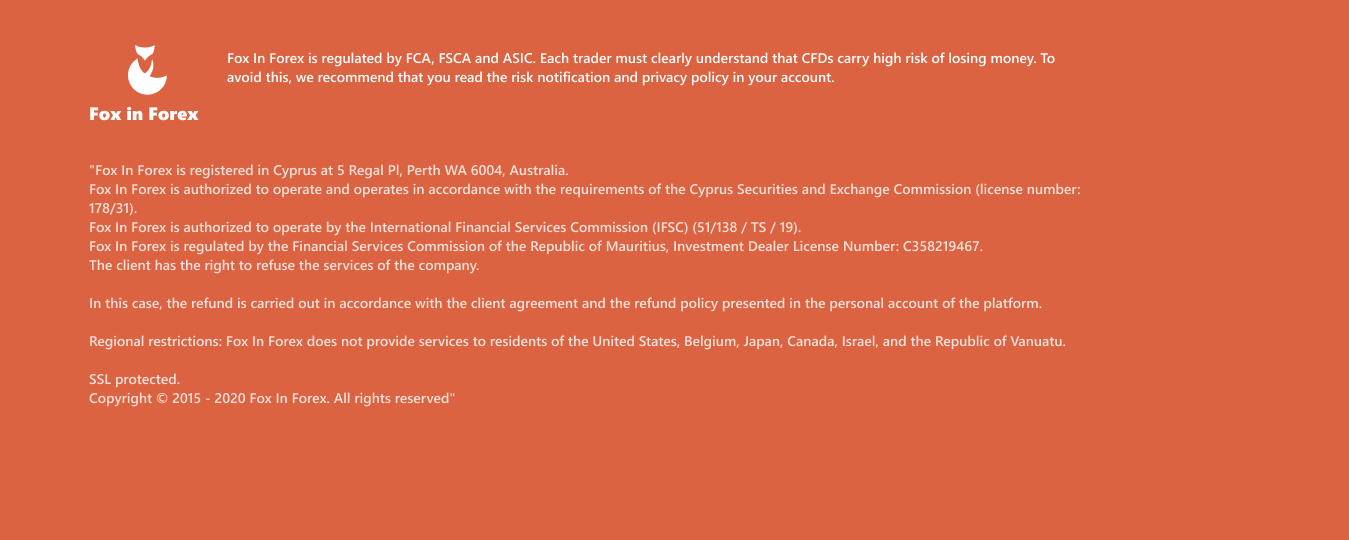 Fox In Forex is regulated by FCA, FSCA and ASIC. Each trader must clearly understand that CFDs carry high risk of losing money. To
avoid this, we recommend that you read the risk notification and privacy policy in your account.
Fox in Forex
"Fox In Forex is registered in Cyprus at 5 Regal Pl, Perth WA 6004, Australia.
Fox In Forex is authorized to operate and operates in accordance with the requirements of the Cyprus Securities and Exchange Commission (license number:
178/31).
Fox In Forex is authorized to operate by the International Financial Services Commission (IFSC) (51/138 / TS / 19).
Fox In Forex is regulated by the Financial Services Commission of the Republic of Mauritius, Investment Dealer License Number: C358219467.
The client has the right to refuse the services of the company.
In this case, the refund is carried out in accordance with the client agreement and the refund policy presented in the personal account of the platform.
Regional restrictions: Fox In Forex does not provide services to residents of the United States, Belgium, Japan, Canada, Israel, and the Republic of Vanuatu.
SSL protected.
Copyright © 2015 - 2020 Fox In Forex. All rights reserved"